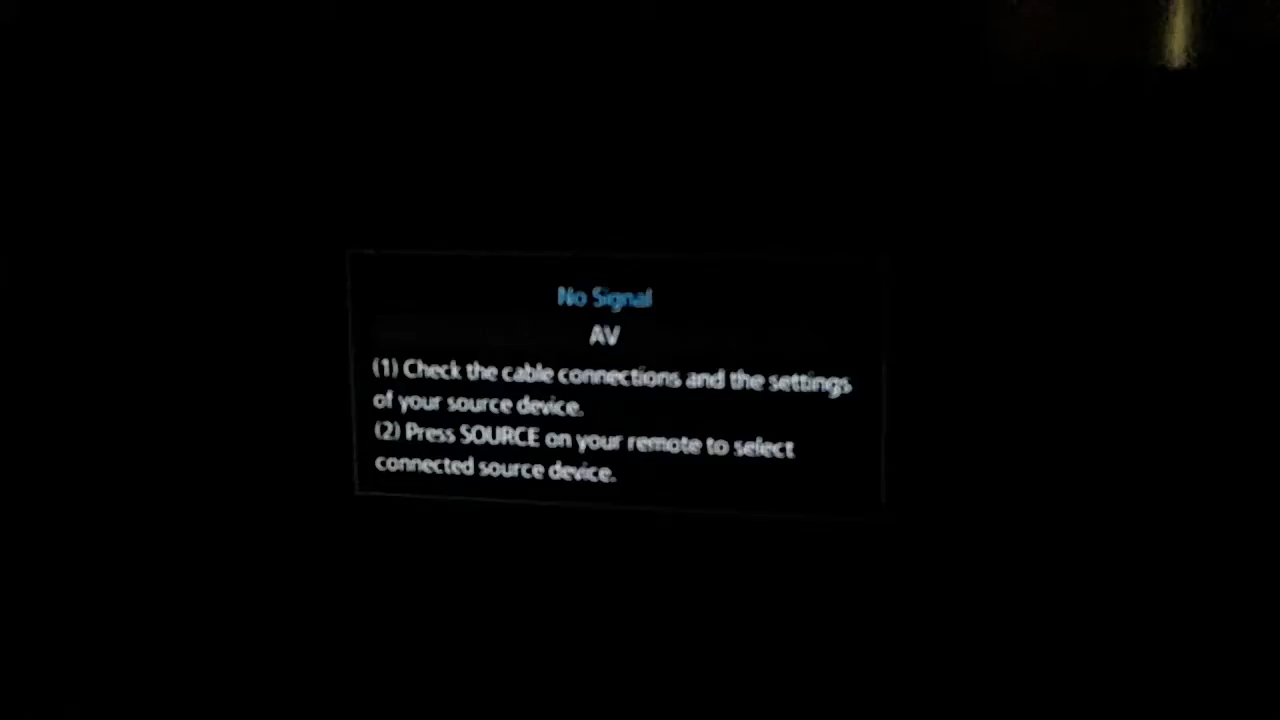 No Signal
AV
(1) Check the cable connections and the settings
of your source device.
(2) Press SOURCE on your remote to select
connected source device.